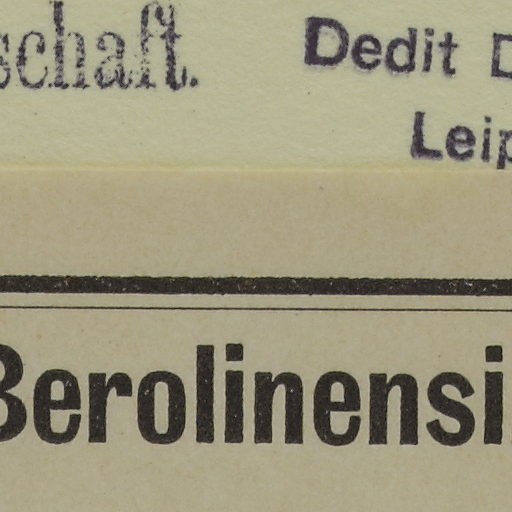 schaft.
Dedit D
Leip
Berolinensi